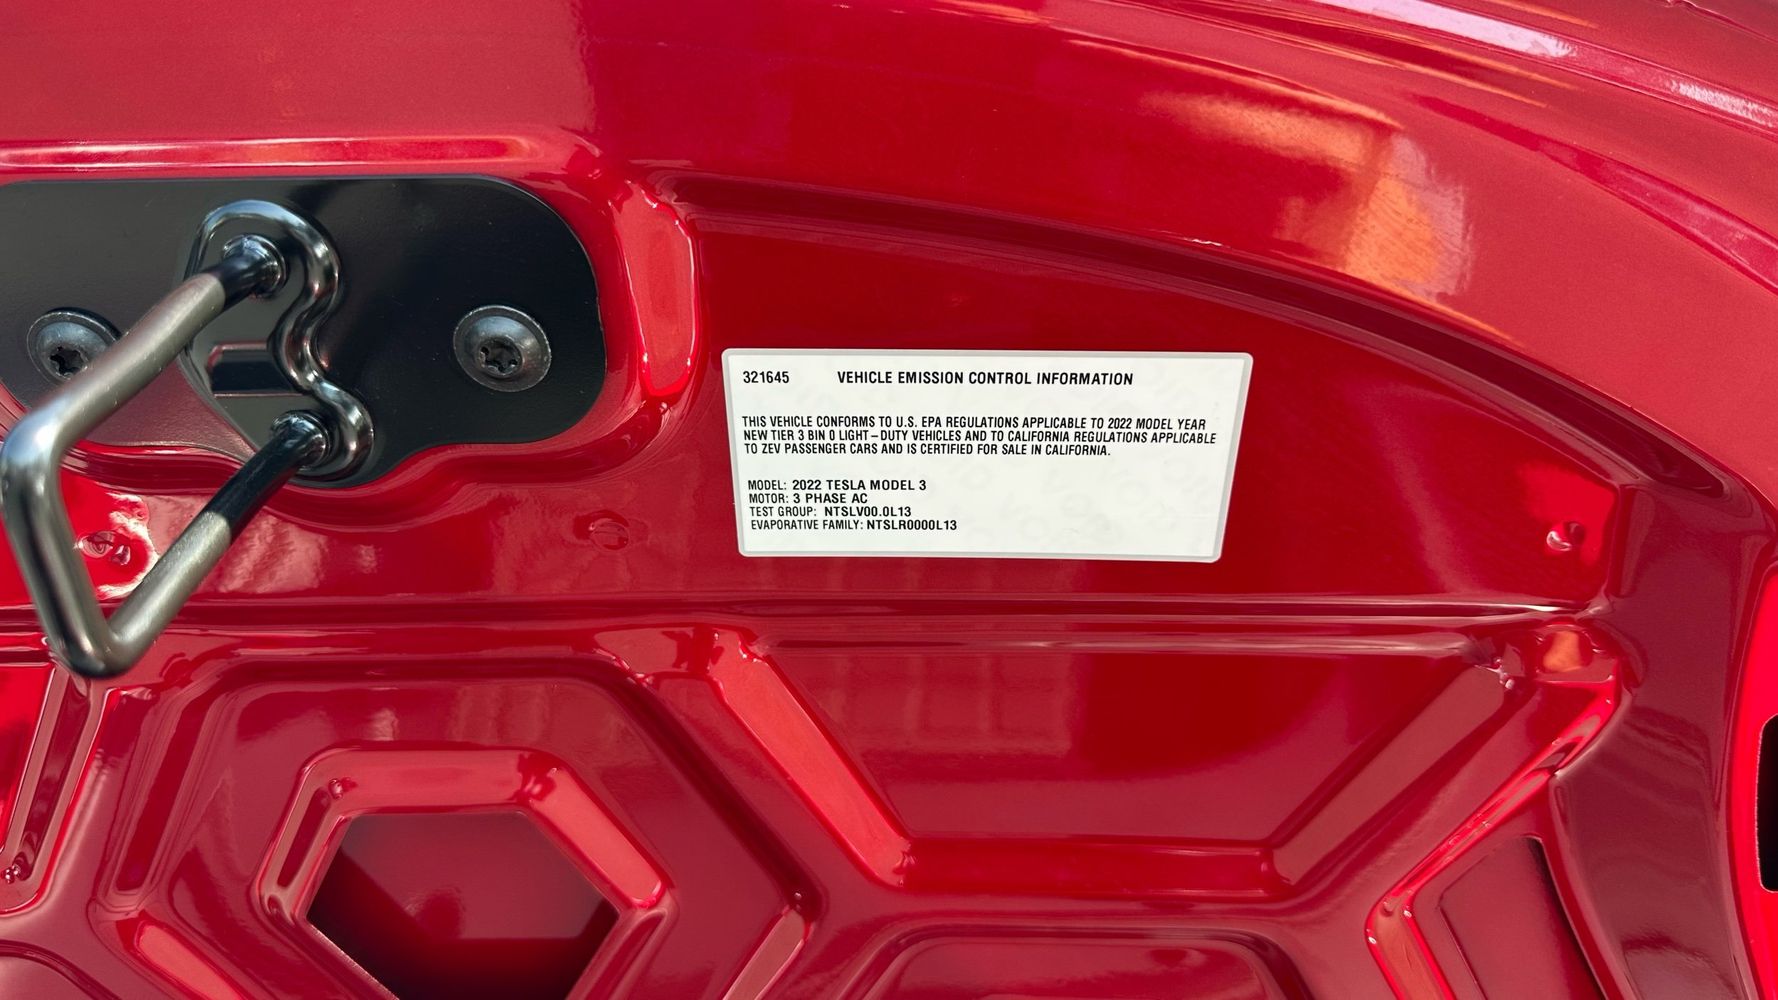 321645 VEHICLE EMISSION CONTROL INFORMATION
THIS VEHICLE CONFORMS TO U.S. EPA REGULATIONS APPLICABLE TO 2022 MODEL YEAR
NEW TIER 3 BIN 0 LIGHT-DUTY VEHICLES AND TO CALIFORNIA REGULATIONS APPLICABLE
TO ZEV PASSENGER CARS AND IS CERTIFIED FOR SALE IN CALIFORNIA.
MODEL: 2022 TESLA MODEL 3
MOTOR: 3 PHASE AC
TEST GROUP: NTSLV00.0L13
EVAPORATIVE FAMILY: NTSLR0000L13